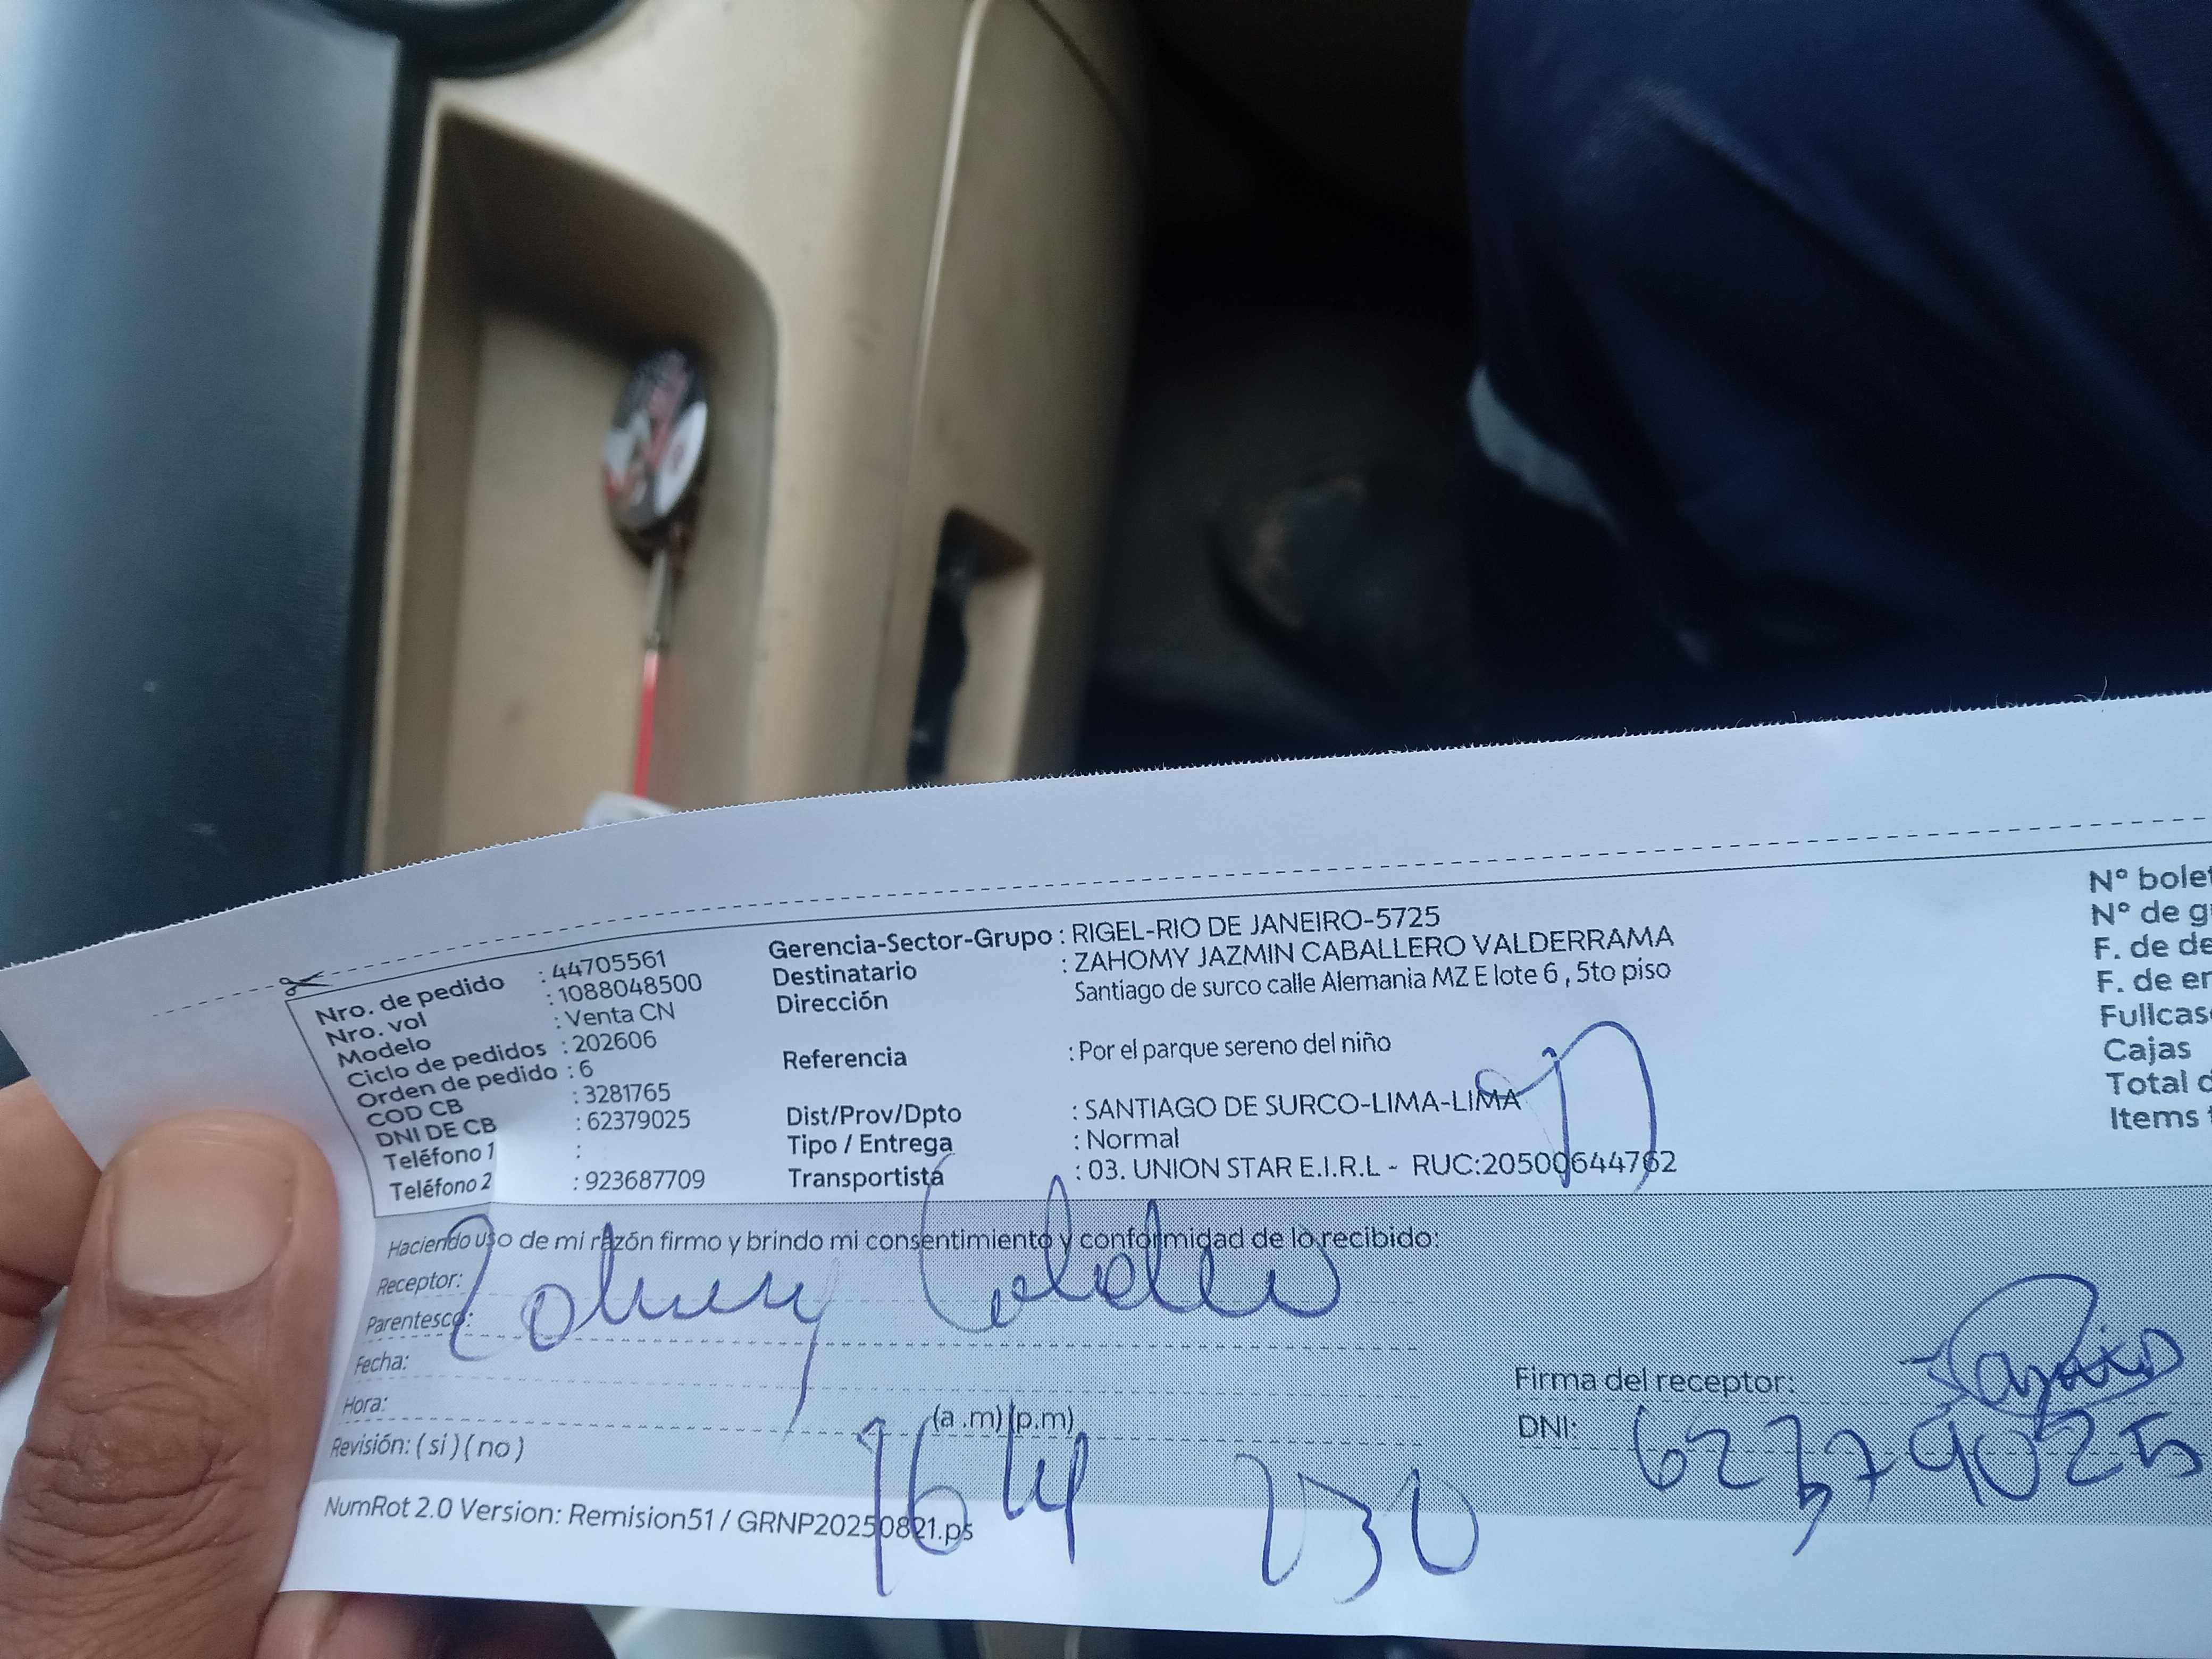 Nro. de pedido : 44705561
Nro. vol : 1088048500
Modelo : Venta CN
Ciclo de pedidos : 202606
Orden de pedido : 6
COD CB : 3281765
DNI DE CB : 62379025
Teléfono 1 :
Teléfono 2 : 923687709
Gerencia-Sector-Grupo : RIGEL-RIO DE JANEIRO-5725
Destinatario : ZAHOMY JAZMIN CABALLERO VALDERRAMA
Dirección Santiago de surco calle Alemania MZ E lote 6 , 5to piso
Referencia : Por el parque sereno del niño
Dist/Prov/Dpto : SANTIAGO DE SURCO-LIMA-LIMA
Tipo / Entrega : Normal
Transportista : 03. UNION STAR E.I.R.L - RUC:20500644762
N° bolet
N° de g
F. de de
F. de en
Fullcas
Cajas
Total d
Items t
Haciendo uso de mi razón firmo y brindo mi consentimiento y conformidad de lo recibido:
Receptor:
Parentesco:
Fecha:
Hora: (a .m) (p.m)
Revisión: ( si ) ( no )
Firma del receptor:
DNI: 62379025
NumRot 2.0 Version: Remision51 / GRNP20250821.ps